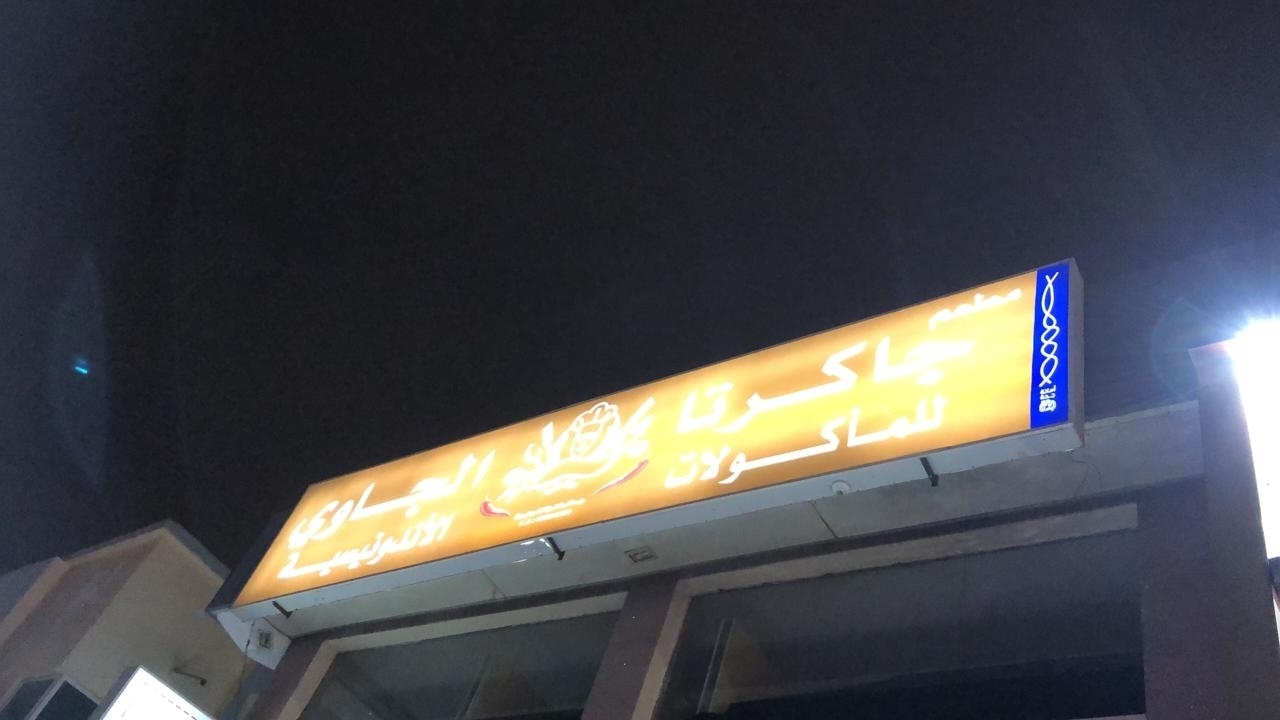 مطعم
جاكرتا الجاوي
للمأكولات الأندونيسية